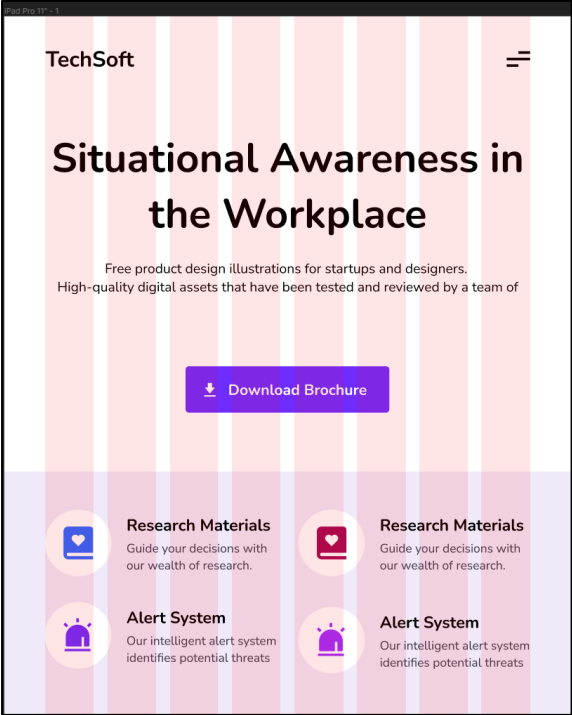 iPad Pro 11" - 1
TechSoft
Situational Awareness in
the Workplace
Free product design illustrations for startups and designers.
High-quality digital assets that have been tested and reviewed by a team of
Download Brochure
Research Materials
Guide your decisions with
our wealth of research.
Research Materials
Guide your decisions with
our wealth of research.
Alert System
Our intelligent alert system
identifies potential threats
Alert System
Our intelligent alert system
identifies potential threats